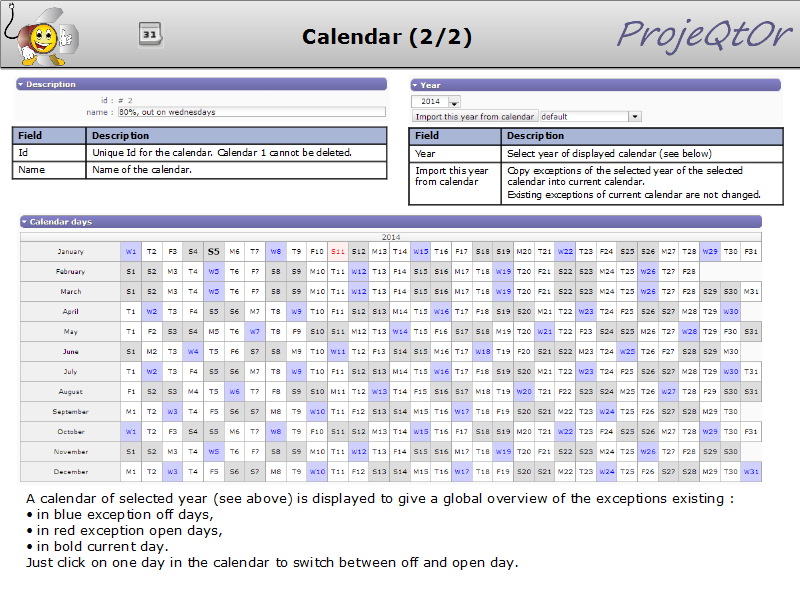 31
Calendar (2/2)
ProjeQtOr
Description
id : # 2
name : 80%, out on wednesdays
Field Description
Id Unique Id for the calendar. Calendar 1 cannot be deleted.
Name Name of the calendar.
Year
2014
Import this year from calendar default
Field Description
Year Select year of displayed calendar (see below)
Import this year from calendar Copy exceptions of the selected year of the selected
calendar into current calendar.
Existing exceptions of current calendar are not changed.
Calendar days
2014
January W1 T2 F3 S4 S5 M6 T7 W8 T9 F10 S11 S12 M13 T14 W15 T16 F17 S18 S19 M20 T21 W22 T23 F24 S25 S26 M27 T28 W29 T30 F31
February S1 S2 M3 T4 W5 T6 F7 S8 S9 M10 T11 W12 T13 F14 S15 S16 M17 T18 W19 T20 F21 S22 S23 M24 T25 W26 T27 F28
March S1 S2 M3 T4 W5 T6 F7 S8 S9 M10 T11 W12 T13 F14 S15 S16 M17 T18 W19 T20 F21 S22 S23 M24 T25 W26 T27 F28 S29 S30 M31
April T1 W2 T3 F4 S5 S6 M7 T8 W9 T10 F11 S12 S13 M14 T15 W16 T17 F18 S19 S20 M21 T22 W23 T24 F25 S26 S27 M28 T29 W30
May T1 F2 S3 S4 M5 T6 W7 T8 F9 S10 S11 M12 T13 W14 T15 F16 S17 S18 M19 T20 W21 T22 F23 S24 S25 M26 T27 W28 T29 F30 S31
June S1 M2 T3 W4 T5 F6 S7 S8 M9 T10 W11 T12 F13 S14 S15 M16 T17 W18 T19 F20 S21 S22 M23 T24 W25 T26 F27 S28 S29 M30
July T1 W2 T3 F4 S5 S6 M7 T8 W9 T10 F11 S12 S13 M14 T15 W16 T17 F18 S19 S20 M21 T22 W23 T24 F25 S26 S27 M28 T29 W30 T31
August F1 S2 S3 M4 T5 W6 T7 F8 S9 S10 M11 T12 W13 T14 F15 S16 S17 M18 T19 W20 T21 F22 S23 S24 M25 T26 W27 T28 F29 S30 S31
September M1 T2 W3 T4 F5 S6 S7 M8 T9 W10 T11 F12 S13 S14 M15 T16 W17 T18 F19 S20 S21 M22 T23 W24 T25 F26 S27 S28 M29 T30
October W1 T2 F3 S4 S5 M6 T7 W8 T9 F10 S11 S12 M13 T14 W15 T16 F17 S18 S19 M20 T21 W22 T23 F24 S25 S26 M27 T28 W29 T30 F31
November S1 S2 M3 T4 W5 T6 F7 S8 S9 M10 T11 W12 T13 F14 S15 S16 M17 T18 W19 T20 F21 S22 S23 M24 T25 W26 T27 F28 S29 S30
December M1 T2 W3 T4 F5 S6 S7 M8 T9 W10 T11 F12 S13 S14 M15 T16 W17 T18 F19 S20 S21 M22 T23 W24 T25 F26 S27 S28 M29 T30 W31
A calendar of selected year (see above) is displayed to give a global overview of the exceptions existing :
• in blue exception off days,
• in red exception open days,
• in bold current day.
Just click on one day in the calendar to switch between off and open day.